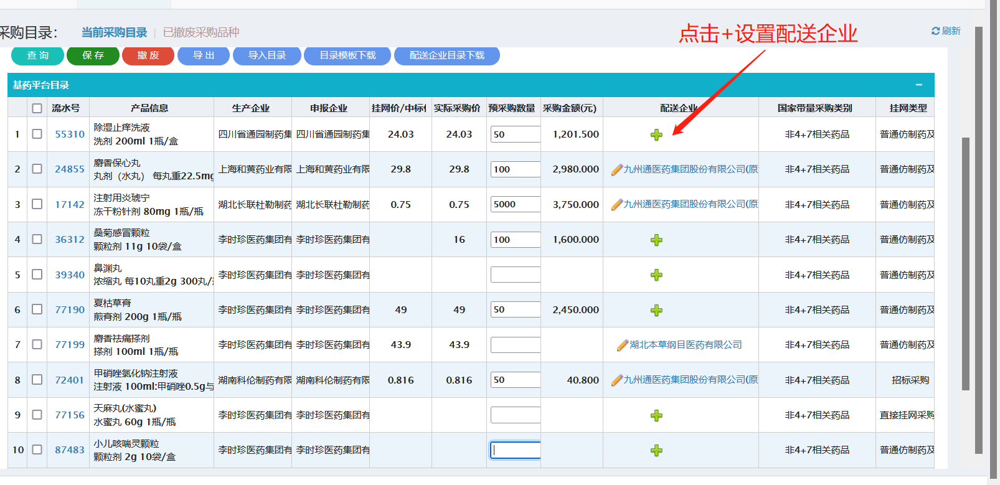 采购目录：
当前采购目录 | 已撤废采购品种
点击+设置配送企业
刷新
查 询
保 存
撤 废
导 出
导入目录
目录模板下载
配送企业目录下载
基药平台目录
流水号 产品信息 生产企业 申报企业 挂网价/中标 实际采购价 预采购数量 采购金额(元) 配送企业 国家带量采购类别 挂网类型
1 55310 除湿止痒洗液 四川省通园制药集 四川省通园制药集 24.03 24.03 50 1,201.500 非4+7相关药品 普通仿制药及
洗剂 200ml 1瓶/盒
2 24855 麝香保心丸 上海和黄药业有限 上海和黄药业有限 29.8 29.8 100 2,980.000 九州通医药集团股份有限公司(原 非4+7相关药品 普通仿制药及
丸剂（水丸） 每丸重22.5mg
3 17142 注射用炎琥宁 湖北长联杜勒制药 湖北长联杜勒制药 0.75 0.75 5000 3,750.000 九州通医药集团股份有限公司(原 非4+7相关药品 普通仿制药及
冻干粉针剂 80mg 1瓶/瓶
4 36312 桑菊感冒颗粒 李时珍医药集团有 李时珍医药集团有 16 100 1,600.000 非4+7相关药品 普通仿制药及
颗粒剂 11g 10袋/盒
5 39340 鼻渊丸 李时珍医药集团有 李时珍医药集团有 非4+7相关药品 普通仿制药及
浓缩丸 每10丸重2g 300丸/
6 77190 夏枯草膏 李时珍医药集团有 李时珍医药集团有 49 49 50 2,450.000 非4+7相关药品 普通仿制药及
煎膏剂 200g 1瓶/瓶
7 77199 麝香祛痛搽剂 李时珍医药集团有 李时珍医药集团有 43.9 43.9 湖北本草纲目医药有限公司 非4+7相关药品 普通仿制药及
搽剂 100ml 1瓶/瓶
8 72401 甲硝唑氯化钠注射液 湖南科伦制药有限 湖南科伦制药有限 0.816 0.816 50 40.800 九州通医药集团股份有限公司(原 非4+7相关药品 招标采购
注射液 100ml:甲硝唑0.5g与
9 77156 天麻丸(水蜜丸) 李时珍医药集团有 李时珍医药集团有 非4+7相关药品 直接挂网采购
水蜜丸 60g 1瓶/瓶
10 87483 小儿咳喘灵颗粒 李时珍医药集团有 李时珍医药集团有 非4+7相关药品 普通仿制药及
颗粒剂 2g 10袋/盒